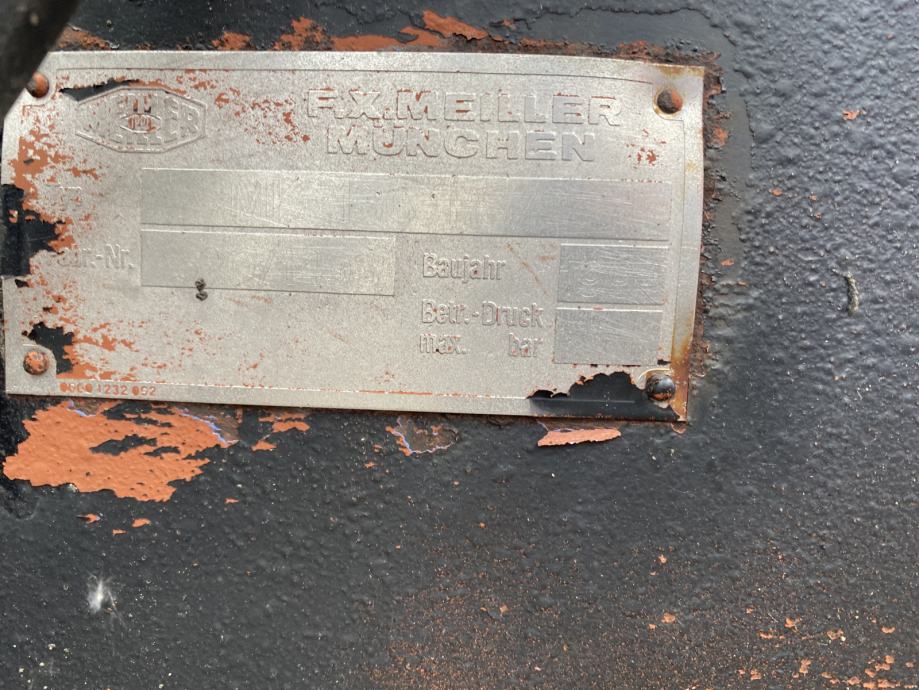 MEILLER
F.X.MEILLER
MÜNCHEN
Baujahr
Betr.-Druck
max. bar